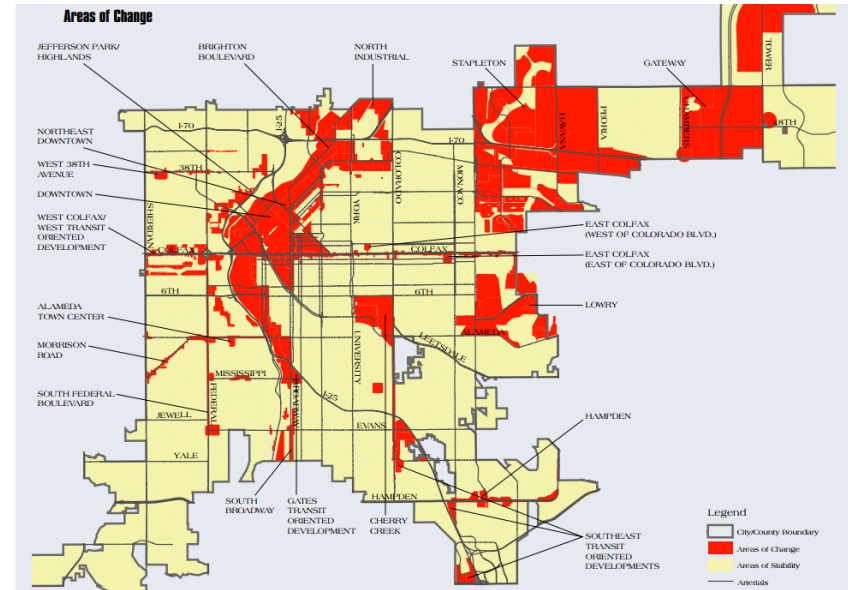 Areas of Change
JEFFERSON PARK/
HIGHLANDS
BRIGHTON
BOULEVARD
NORTH
INDUSTRIAL
STAPLETON
GATEWAY
TOWER
I-70
I-25
NORTHEAST
DOWNTOWN
WEST 38TH
AVENUE
38TH
DOWNTOWN
WEST COLFAX/
WEST TRANSIT
ORIENTED
DEVELOPMENT
SHERIDAN
COLFAX
YORK
COLORADO
MONACO
I-70
HAVANA
PEORIA
CHAMBERS
48TH
EAST COLFAX
(WEST OF COLORADO BLVD.)
COLFAX
EAST COLFAX
(EAST OF COLORADO BLVD.)
6TH
6TH
LOWRY
ALAMEDA
ALAMEDA
TOWN CENTER
MORRISON
ROAD
UNIVERSITY
LEETSDALE
MISSISSIPPI
SOUTH FEDERAL
BOULEVARD
FEDERAL
BROADWAY
I-25
JEWELL
EVANS
HAMPDEN
YALE
SOUTH
BROADWAY
GATES
TRANSIT
ORIENTED
DEVELOPMENT
HAMPDEN
CHERRY
CREEK
SOUTHEAST
TRANSIT
ORIENTED
DEVELOPMENTS
Legend
City/County Boundary
Areas of Change
Areas of Stability
Arterials